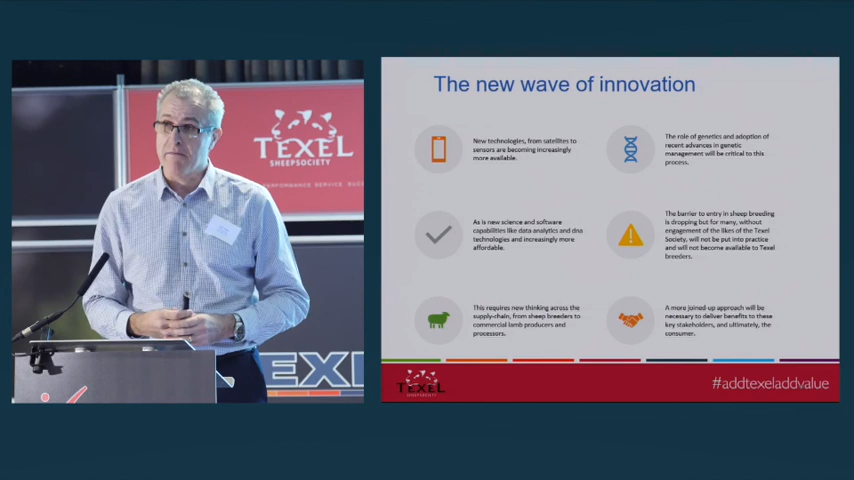 TEXEL
SHEEPSOCIETY
The new wave of innovation
New technologies, from satellites to
sensors are becoming increasingly
more available.
The role of genetics and adoption of
recent advances in genetic
management will be critical to this
process.
As is new science and software
capabilities like data analytics and dna
technologies and increasingly more
affordable.
The barrier to entry in sheep breeding
is dropping but for many, without
engagement of the likes of the Texel
Society, will not be put into practice
and will not become available to Texel
breeders.
This requires new thinking across the
supply-chain, from sheep breeders to
commercial lamb producers and
processors.
A more joined-up approach will be
necessary to deliver benefits to these
key stakeholders, and ultimately, the
consumer.
TEXEL
SHEEPSOCIETY
#addtexeladdvalue